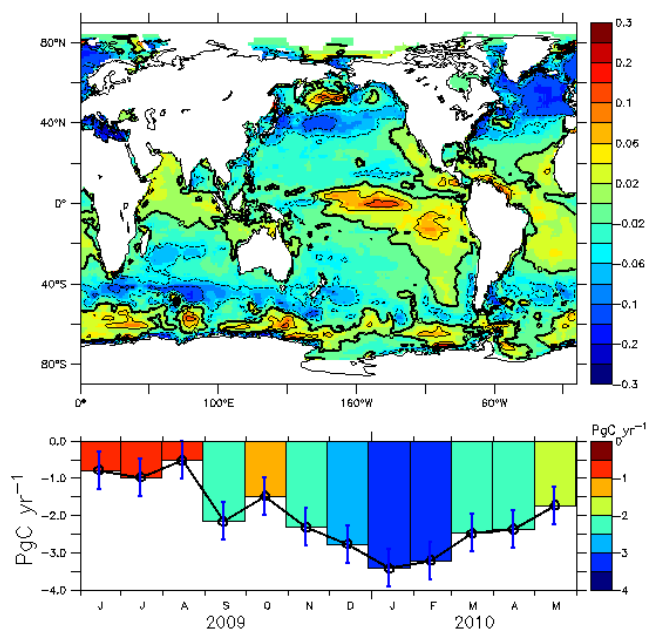 80°N
40°N
0°
40°S
80°S
0°
100°E
160°W
60°W
0.3
0.2
0.1
0.06
0.02
-0.02
-0.06
-0.1
-0.2
-0.3
PgC yr⁻¹
0.0
-1.0
-2.0
-3.0
-4.0
PgC yr⁻¹
J J A S O N D J F M A M
2009 2010
0
1
2
3
4